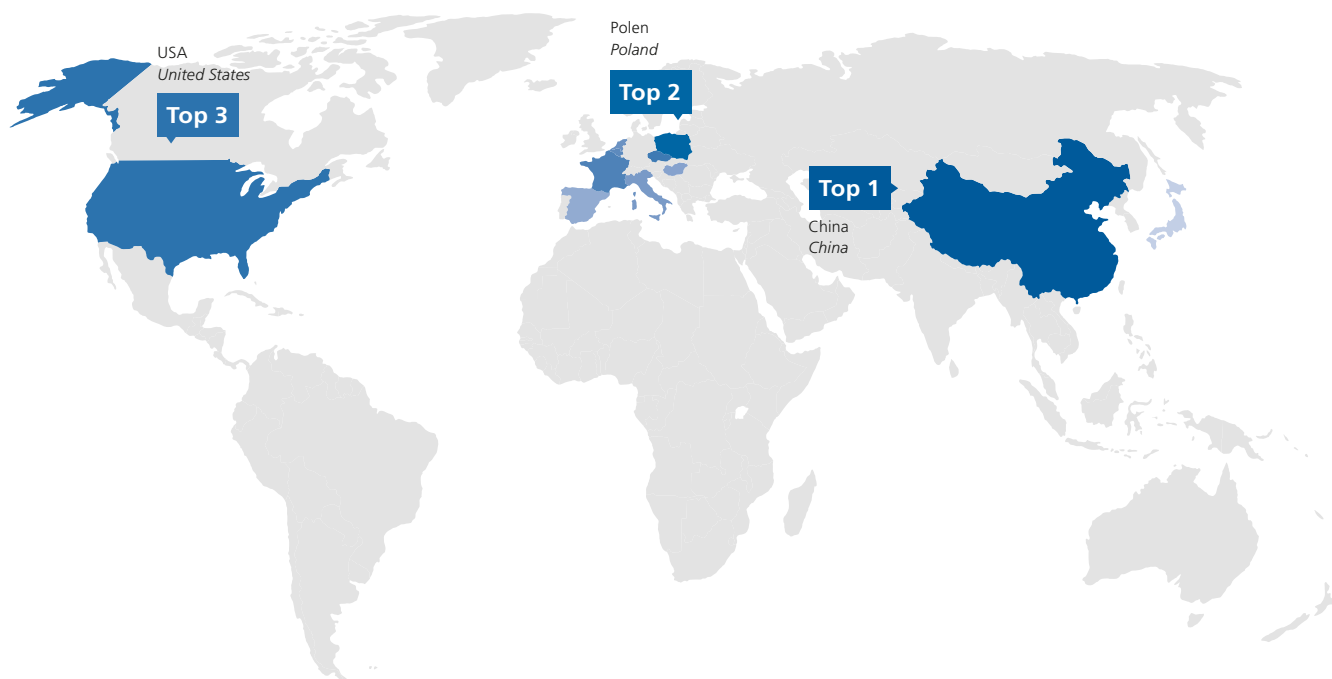 USA
United States
Top 3
Polen
Poland
Top 2
Top 1
China
China